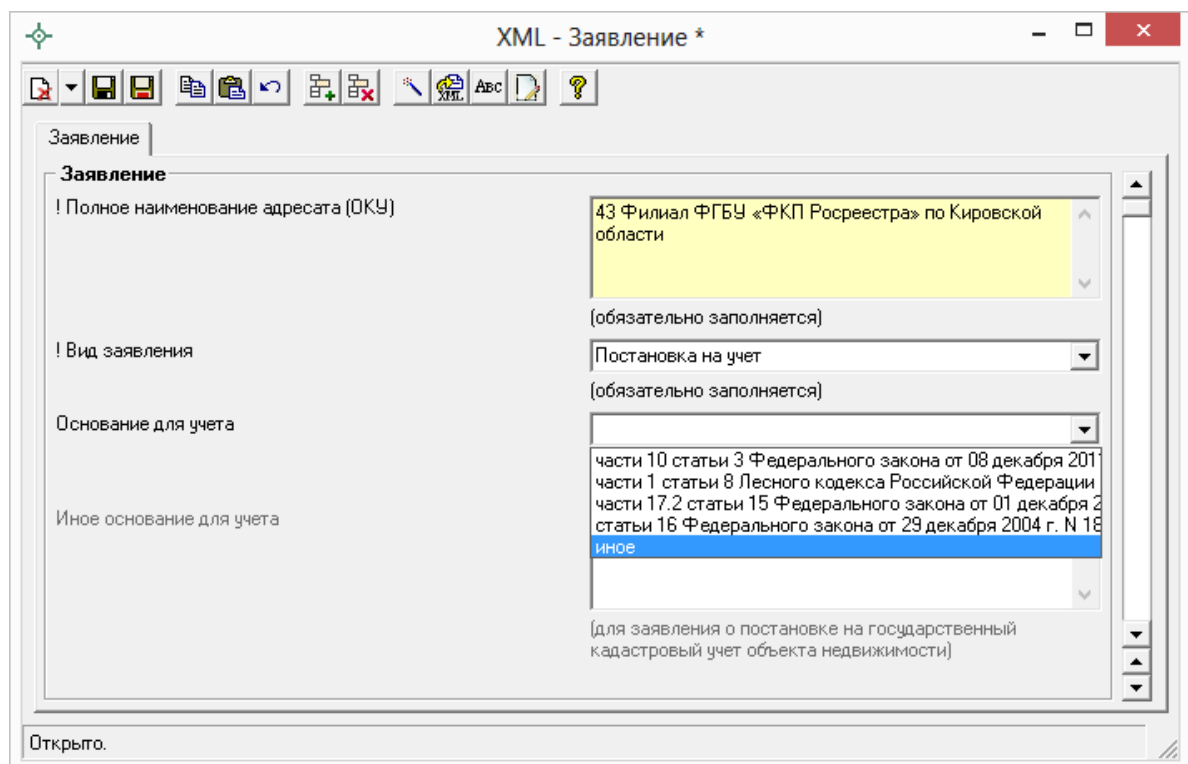 XML - Заявление *
XML
ABC
Заявление
Заявление
! Полное наименование адресата (ОКУ)
43 Филиал ФГБУ «ФКП Росреестра» по Кировской
области
(обязательно заполняется)
! Вид заявления
Постановка на учет
(обязательно заполняется)
Основание для учета
части 10 статьи 3 Федерального закона от 08 декабря 201
части 1 статьи 8 Лесного кодекса Российской Федерации
части 17.2 статьи 15 Федерального закона от 01 декабря 2
статьи 16 Федерального закона от 29 декабря 2004 г. N 18
иное
Иное основание для учета
(для заявления о постановке на государственный
кадастровый учет объекта недвижимости)
Открыто.